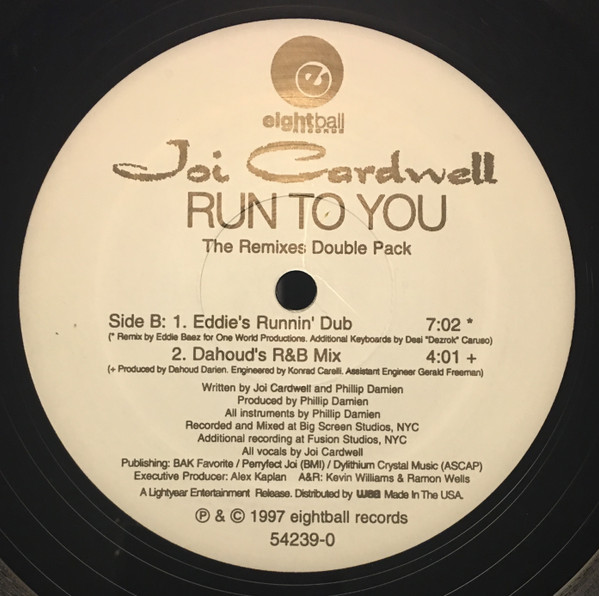 e
eightball
RECORDS
Joi Cardwell
RUN TO YOU
The Remixes Double Pack
Side B: 1. Eddie's Runnin' Dub 7:02 *
(* Remix by Eddie Baez for One World Productions. Additional Keyboards by Desi "Dezrok" Caruso)
2. Dahoud's R&B Mix 4:01 +
(+ Produced by Dahoud Darien. Engineered by Konrad Carelli. Assistant Engineer Gerald Freeman)
Written by Joi Cardwell and Phillip Damien
Produced by Phillip Damien
All instruments by Phillip Damien
Recorded and Mixed at Big Screen Studios, NYC
Additional recording at Fusion Studios, NYC
All vocals by Joi Cardwell
Publishing: BAK Favorite / Perryfect Joi (BMI) / Dylithium Crystal Music (ASCAP)
Executive Producer: Alex Kaplan A&R: Kevin Williams & Ramon Wells
A Lightyear Entertainment Release. Distributed by wea Made In The USA.
℗ & © 1997 eightball records
54239-0